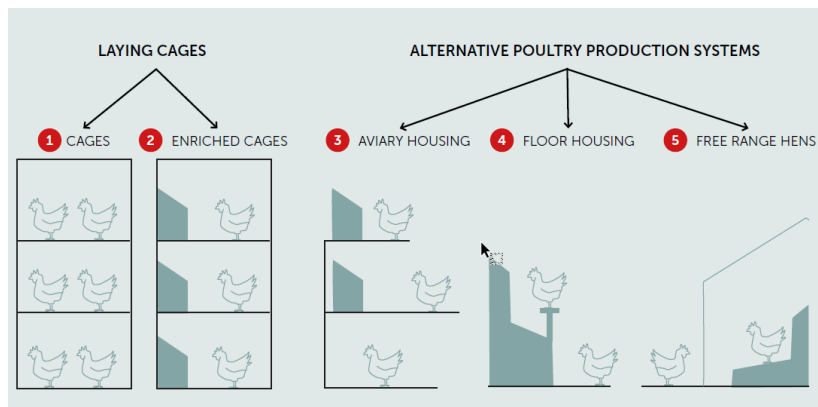 LAYING CAGES
ALTERNATIVE POULTRY PRODUCTION SYSTEMS
1 CAGES
2 ENRICHED CAGES
3 AVIARY HOUSING
4 FLOOR HOUSING
5 FREE RANGE HENS